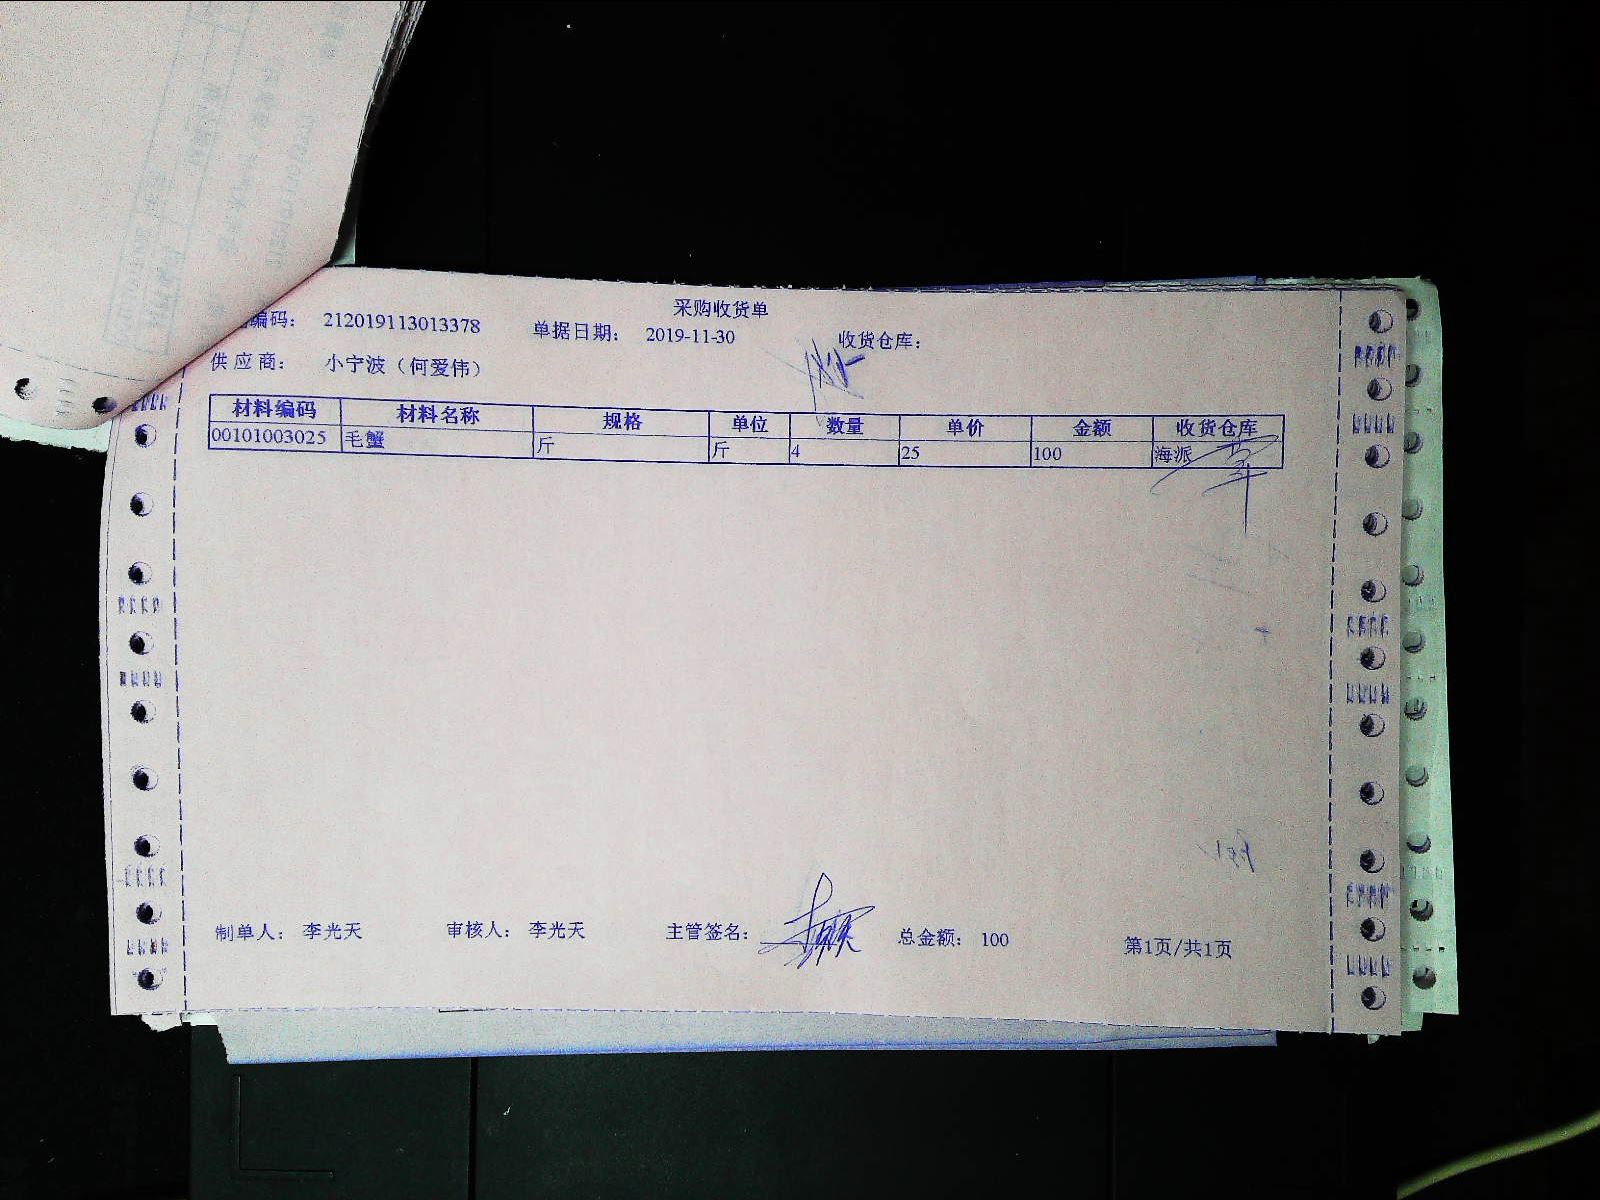 采购收货单
编码： 212019113013378 单据日期： 2019-11-30 收货仓库：
供应商： 小宁波（何爱伟）
材料编码 材料名称 规格 单位 数量 单价 金额 收货仓库
00101003025 毛蟹 斤 斤 4 25 100 海派
制单人： 李光天 审核人： 李光天 主管签名： 总金额： 100 第1页/共1页